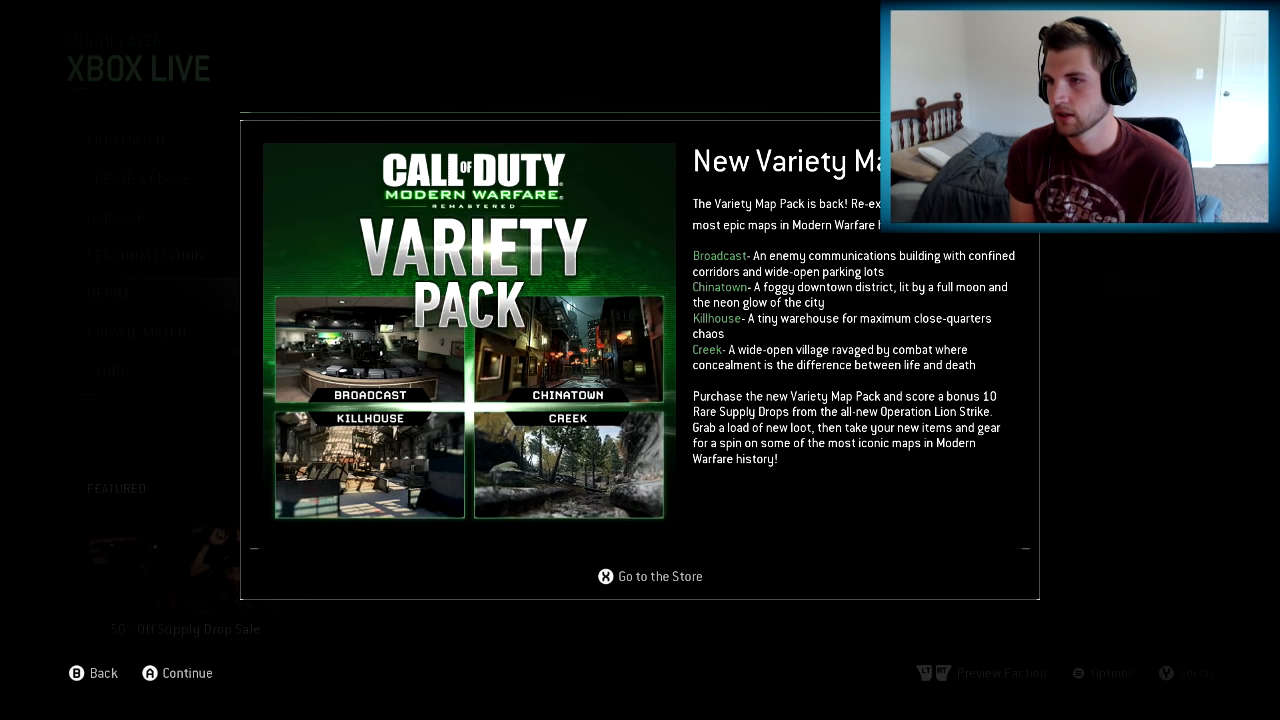 MULTIPLAYER
XBOX LIVE
CALL OF DUTY
MODERN WARFARE
REMASTERED
VARIETY
PACK
BROADCAST
CHINATOWN
KILLHOUSE
CREEK
New Variety Ma
The Variety Map Pack is back! Re-ex
most epic maps in Modern Warfare
Broadcast- An enemy communications building with confined
corridors and wide-open parking lots
Chinatown- A foggy downtown district, lit by a full moon and
the neon glow of the city
Killhouse- A tiny warehouse for maximum close-quarters
chaos
Creek- A wide-open village ravaged by combat where
concealment is the difference between life and death
Purchase the new Variety Map Pack and score a bonus 10
Rare Supply Drops from the all-new Operation Lion Strike.
Grab a load of new loot, then take your new items and gear
for a spin on some of the most iconic maps in Modern
Warfare history!
X Go to the Store
FEATURED
50% Off Supply Drop Sale
B Back A Continue
LT RT Preview Faction Options Y Social